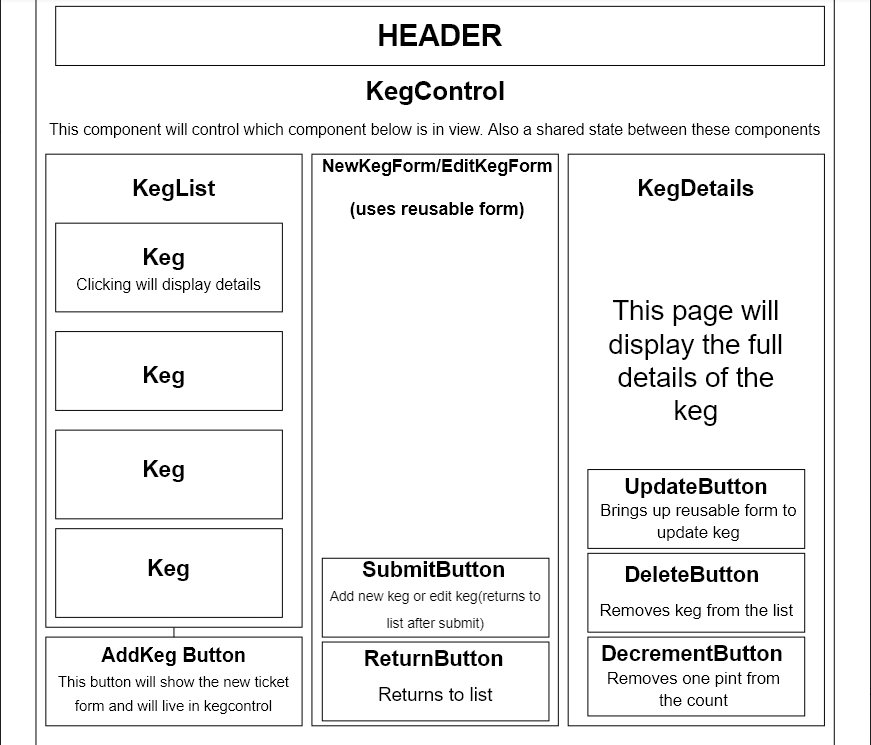 HEADER
KegControl
This component will control which component below is in view. Also a shared state between these components
KegList
Keg
Clicking will display details
Keg
Keg
Keg
AddKeg Button
This button will show the new ticket
form and will live in kegcontrol
NewKegForm/EditKegForm
(uses reusable form)
SubmitButton
Add new keg or edit keg(returns to
list after submit)
ReturnButton
Returns to list
KegDetails
This page will
display the full
details of the
keg
UpdateButton
Brings up reusable form to
update keg
DeleteButton
Removes keg from the list
DecrementButton
Removes one pint from
the count